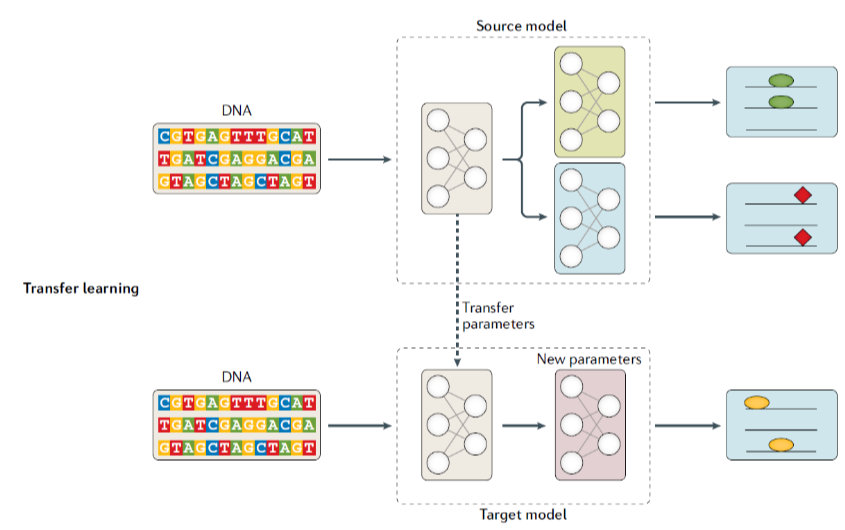 Source model
DNA
CGTGAGTTTGCAT
TGATCGAGGACGA
GTAGCTAGCTAGT
Transfer learning
Transfer
parameters
DNA
New parameters
CGTGAGTTTGCAT
TGATCGAGGACGA
GTAGCTAGCTAGT
Target model